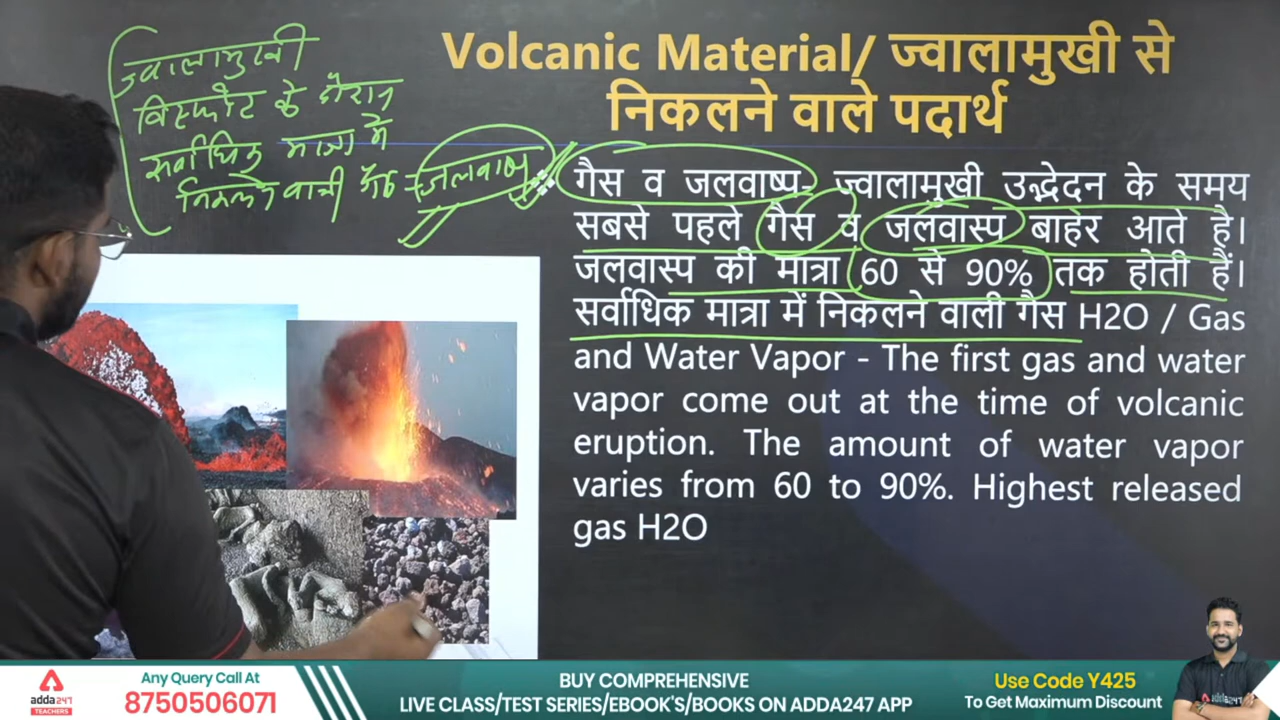 Volcanic Material/ ज्वालामुखी से
निकलने वाले पदार्थ
ज्वालामुखी
विस्फोट के दौरान
सर्वाधिक मात्रा में
निकलने वाली गैस - जलवाष्प
गैस व जलवाष्प- ज्वालामुखी उद्भेदन के समय
सबसे पहले गैस व जलवास्प बाहेर आते है।
जलवास्प की मात्रा 60 से 90% तक होती हैं।
सर्वाधिक मात्रा में निकलने वाली गैस H2O / Gas
and Water Vapor - The first gas and water
vapor come out at the time of volcanic
eruption. The amount of water vapor
varies from 60 to 90%. Highest released
gas H2O
adda247
TEACHERS
Any Query Call At
8750506071
BUY COMPREHENSIVE
LIVE CLASS/TEST SERIES/EBOOK'S/BOOKS ON ADDA247 APP
Use Code Y425
To Get Maximum Discount